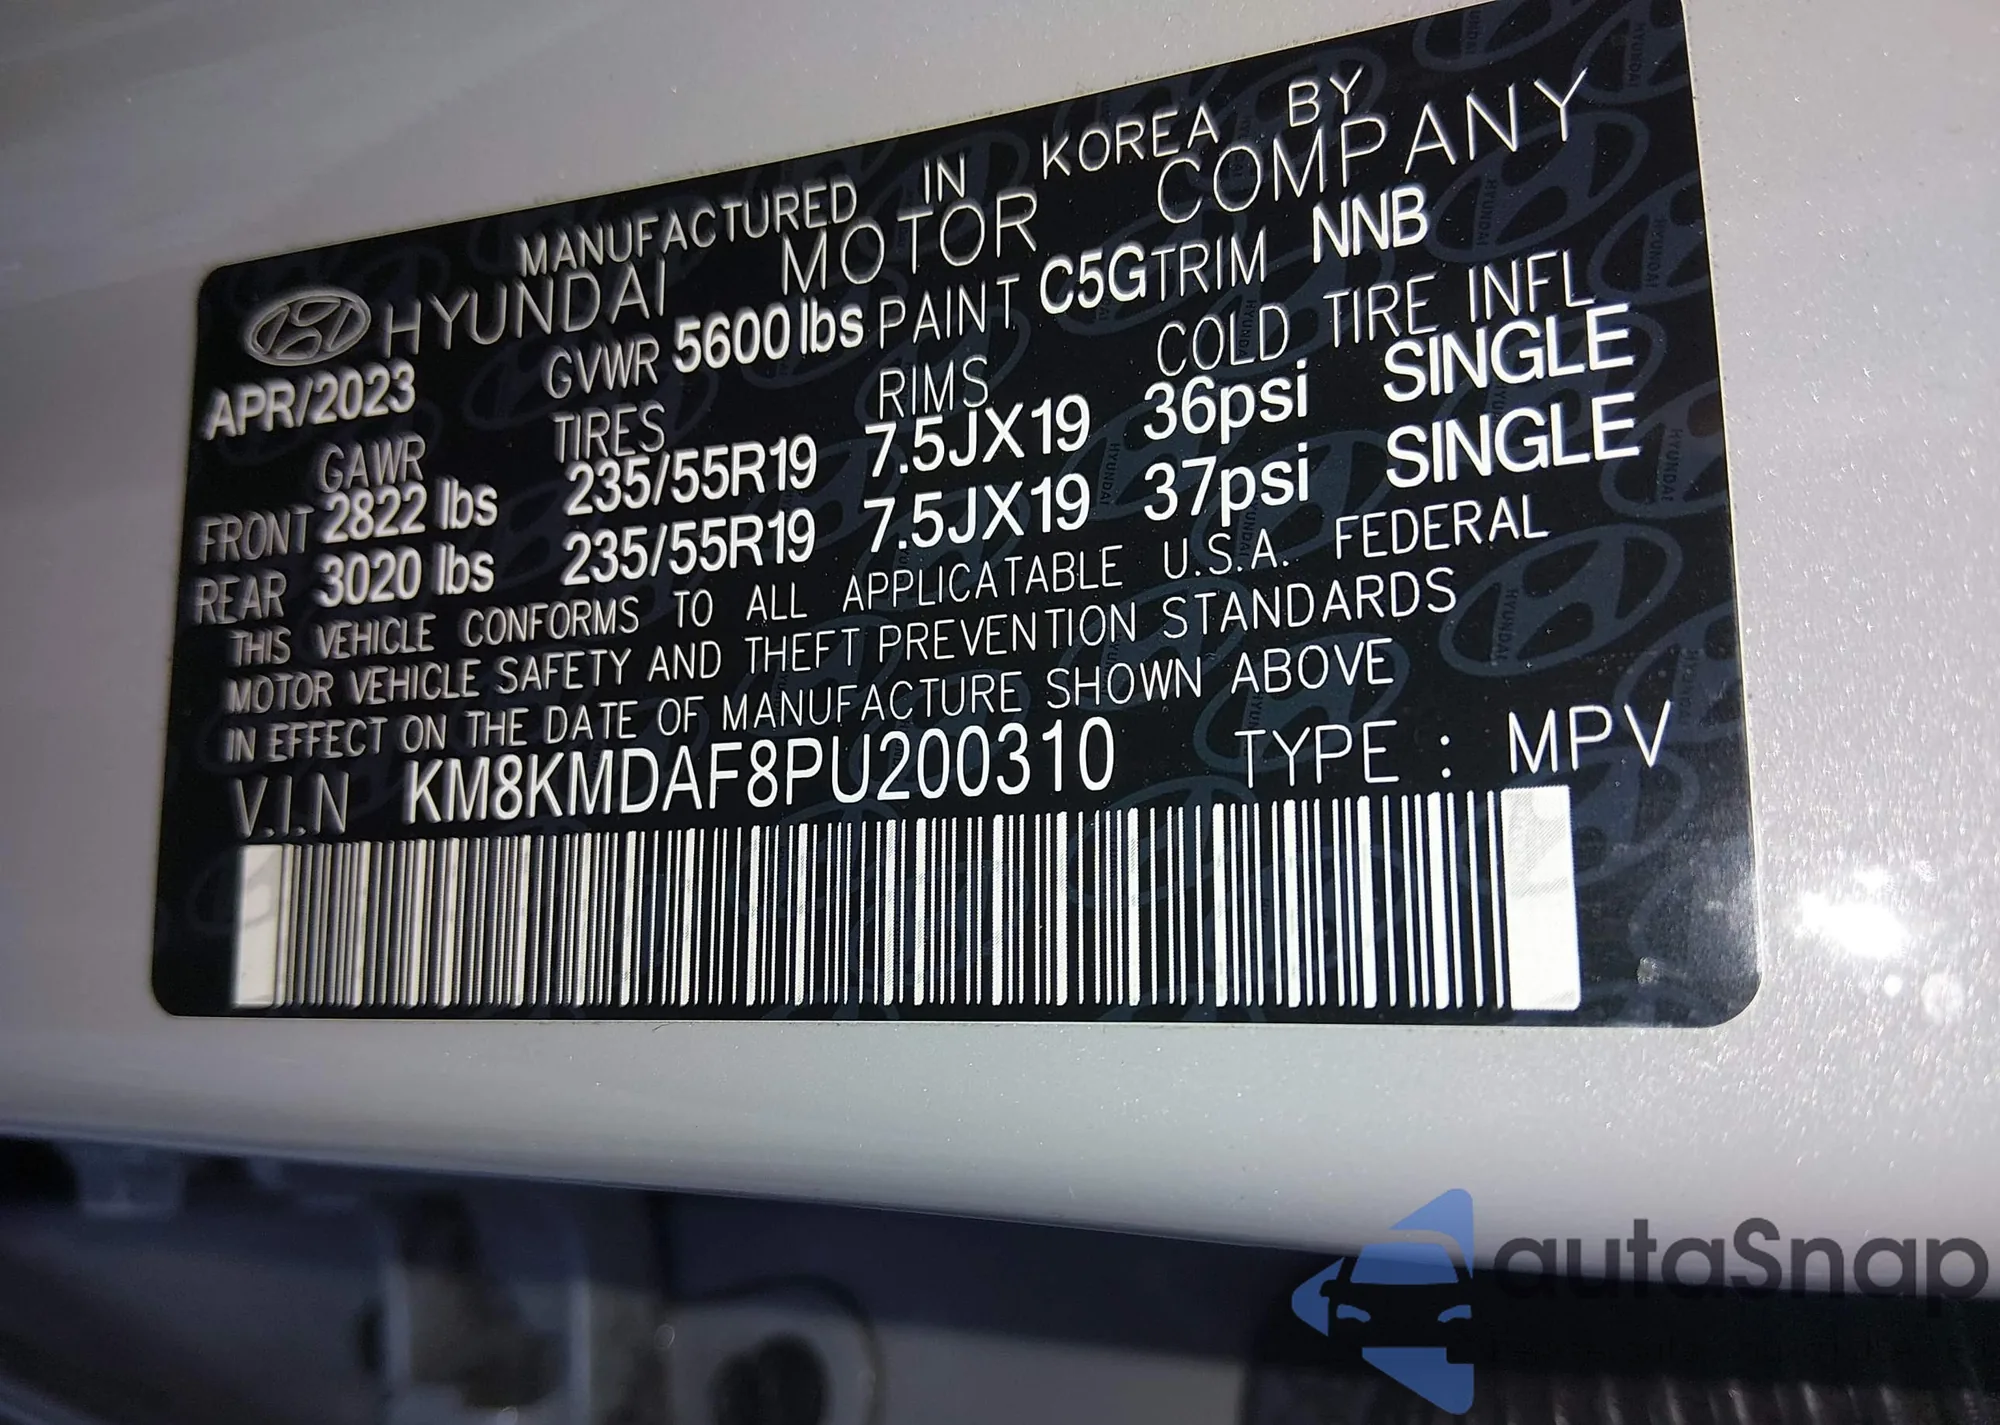 MANUFACTURED IN KOREA BY
HYUNDAI MOTOR COMPANY
APR/2023 GVWR 5600 lbs PAINT C5G TRIM NNB
GAWR TIRES RIMS COLD TIRE INFL
FRONT 2822 lbs 235/55R19 7.5JX19 36psi SINGLE
REAR 3020 lbs 235/55R19 7.5JX19 37psi SINGLE
THIS VEHICLE CONFORMS TO ALL APPLICATABLE U.S.A. FEDERAL
MOTOR VEHICLE SAFETY AND THEFT PREVENTION STANDARDS
IN EFFECT ON THE DATE OF MANUFACTURE SHOWN ABOVE
V.I.N KM8KMDAF8PU200310 TYPE : MPV
autaSnap